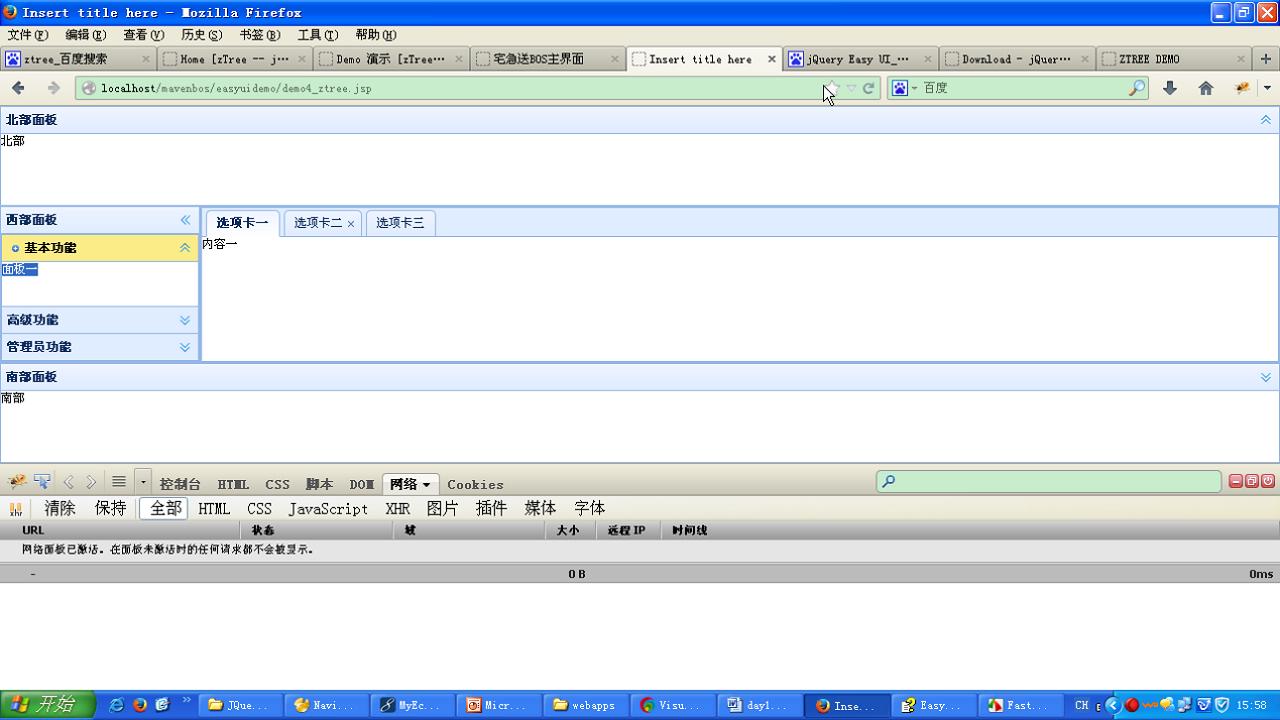 Insert title here - Mozilla Firefox
文件(F) 编辑(E) 查看(V) 历史(S) 书签(B) 工具(T) 帮助(H)
ztree_百度搜索 × Home [zTree -- j··· × Demo 演示 [zTree··· × 宅急送BOS主界面 × Insert title here × jQuery Easy UI_··· × Download - jQuer··· × ZTREE DEMO ×
localhost/mavenbos/easyuidemo/demo4_ztree.jsp 百度
北部面板
北部
西部面板 选项卡一 选项卡二 × 选项卡三
基本功能 内容一
面板一
高级功能
管理员功能
南部面板
南部
控制台 HTML CSS 脚本 DOM 网络 Cookies
清除 保持 全部 HTML CSS JavaScript XHR 图片 插件 媒体 字体
URL 状态 域 大小 远程 IP 时间线
网络面板已激活。在面板未激活时的任何请求都不会被显示。
- 0 B 0ms
开始 JQue... Navi... MyEc... Micr... webapps Visu... day1... Inse... Easy... Fast... CH 15:58